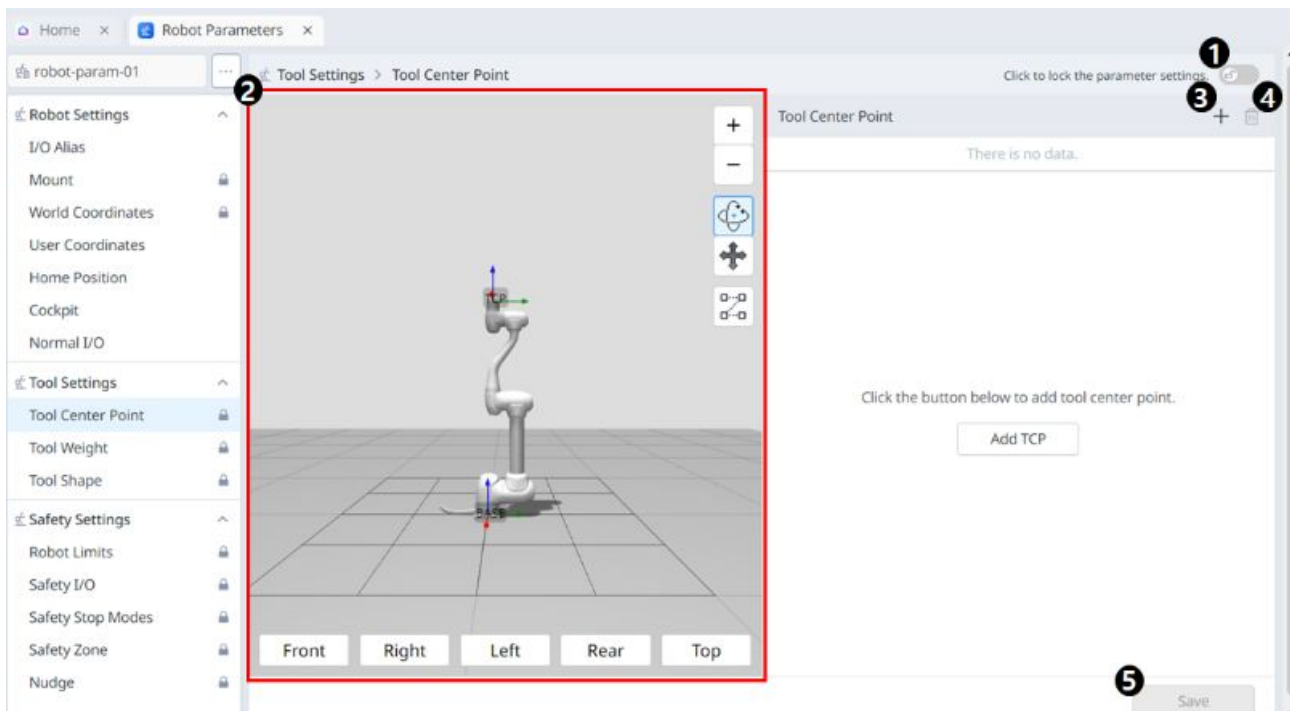 Home ×
Robot Parameters ×
robot-param-01
...
Tool Settings > Tool Center Point
Click to lock the parameter settings.
1
2
3
4
Robot Settings
I/O Alias
Mount
World Coordinates
User Coordinates
Home Position
Cockpit
Normal I/O
Tool Settings
Tool Center Point
Tool Weight
Tool Shape
Safety Settings
Robot Limits
Safety I/O
Safety Stop Modes
Safety Zone
Nudge
+
−
TCP
BASE
Front Right Left Rear Top
Tool Center Point +
There is no data.
Click the button below to add tool center point.
Add TCP
5
Save